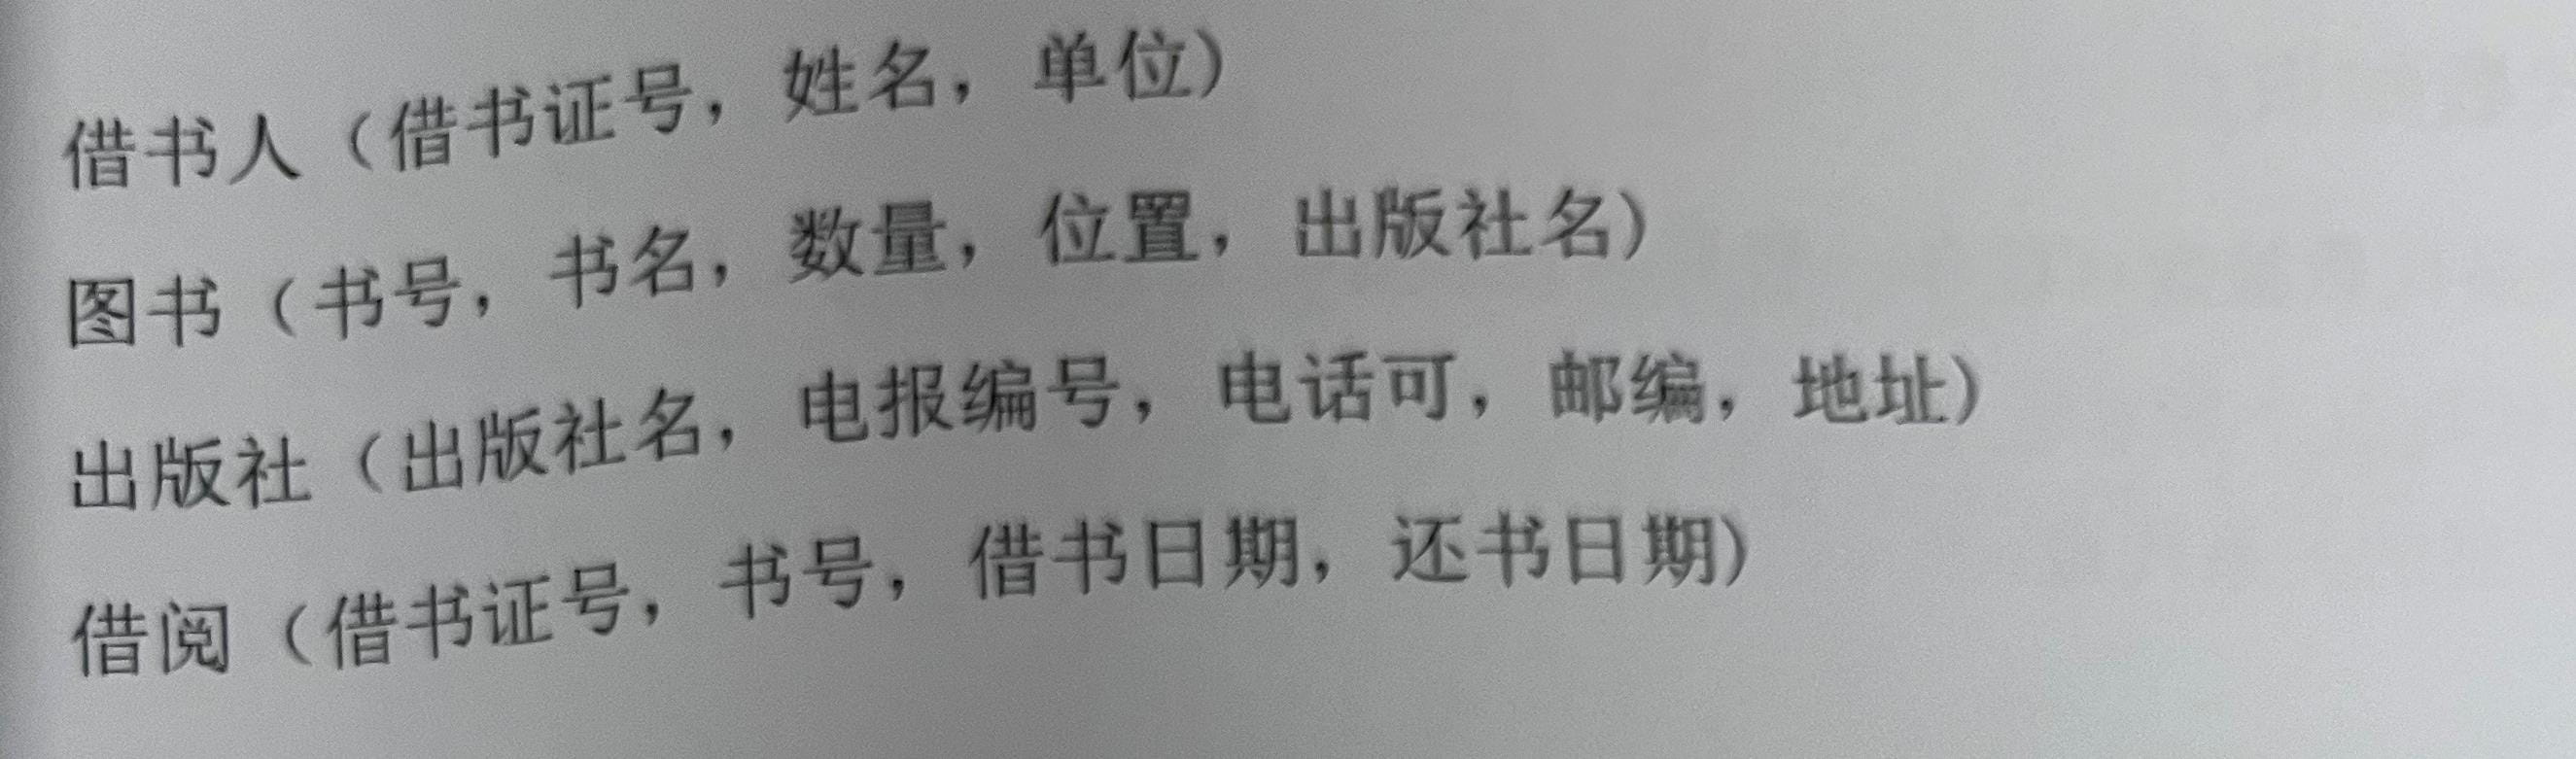 借书人（借书证号，姓名，单位）
图书（书号，书名，数量，位置，出版社名）
出版社（出版社名，电报编号，电话可，邮编，地址）
借阅（借书证号，书号，借书日期，还书日期）